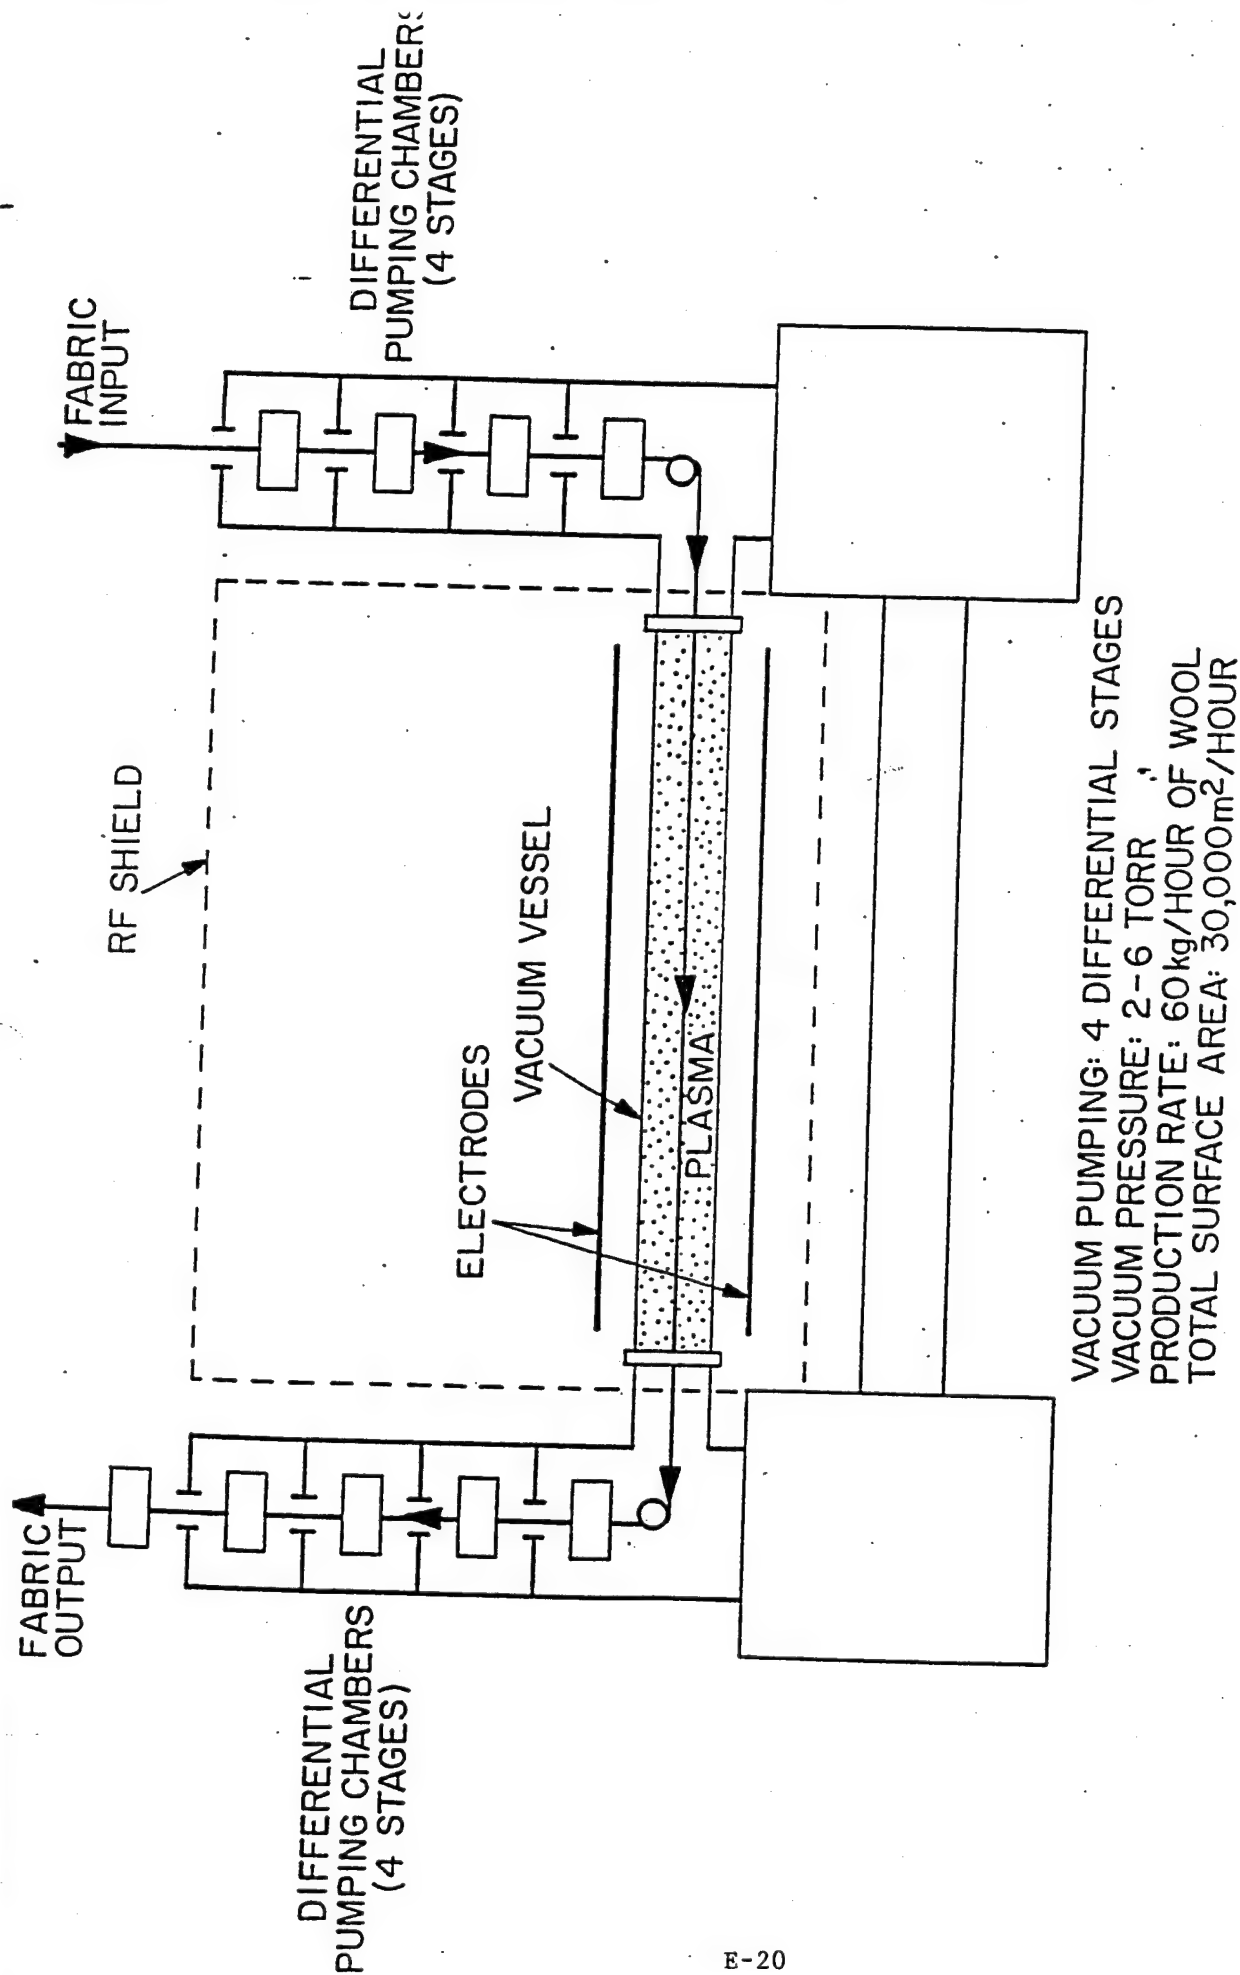 FABRIC
OUTPUT
DIFFERENTIAL
PUMPING CHAMBERS
(4 STAGES)
RF SHIELD
FABRIC
INPUT
DIFFERENTIAL
PUMPING CHAMBERS
(4 STAGES)
ELECTRODES
VACUUM VESSEL
PLASMA
VACUUM PUMPING: 4 DIFFERENTIAL STAGES
VACUUM PRESSURE: 2-6 TORR
PRODUCTION RATE: 60kg/HOUR OF WOOL
TOTAL SURFACE AREA: 30,000m²/HOUR
E-20